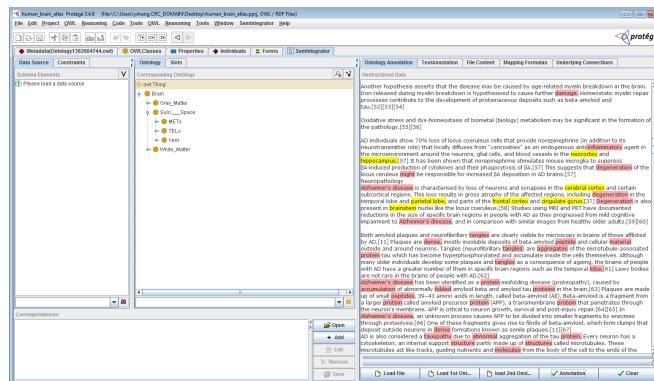 human_brain_atlas Protégé 3.4.8 (file:\C:\Users\yohang.CRC_DOMAIN\Desktop\human_brain_atlas.pprj, OWL / RDF Files)
File Edit Project OWL Reasoning Code Tools OWL Reasoning Tools Window SemIntegrator Help
protégé
Metadata(Ontology1362604744.owl) OWLClasses Properties Individuals Forms SemIntegrator
Data Source Constraints
Ontology Slots
Ontology Annotation TextAnnotation File Content Mapping Formulas Underlying Connections
Schema Elements V
Corresponding Ontology
Unstructured Data
Please load a data source
owl:Thing
Brain
Grey_Matter
Sulci___Space
METs
TELs
Vent
White_Matter
Another hypothesis asserts that the disease may be caused by age-related myelin breakdown in the brain.
Iron released during myelin breakdown is hypothesised to cause further damage. Homeostatic myelin repair
processes contribute to the development of proteinaceous deposits such as beta-amyloid and
tau.[52][53][54]
Oxidative stress and dys-homeostasis of biometal (biology) metabolism may be significant in the formation of
the pathology.[55][56]
AD individuals show 70% loss of locus coeruleus cells that provide norepinephrine (in addition to its
neurotransmitter role) that locally diffuses from "varicosities" as an endogenous anti-inflammatory agent in
the microenvironment around the neurons, glial cells, and blood vessels in the neocortex and
hippocampus.[57] It has been shown that norepinephrine stimulates mouse microglia to suppress
βA-induced production of cytokines and their phagocytosis of βA.[57] This suggests that degeneration of the
locus ceruleus might be responsible for increased βA deposition in AD brains.[57]
Neuropathology
Alzheimer's disease is characterised by loss of neurons and synapses in the cerebral cortex and certain
subcortical regions. This loss results in gross atrophy of the affected regions, including degeneration in the
temporal lobe and parietal lobe, and parts of the frontal cortex and cingulate gyrus.[37] Degeneration is also
present in brainstem nuclei like the locus coeruleus.[58] Studies using MRI and PET have documented
reductions in the size of specific brain regions in people with AD as they progressed from mild cognitive
impairment to Alzheimer's disease, and in comparison with similar images from healthy older adults.[59][60]
Both amyloid plaques and neurofibrillary tangles are clearly visible by microscopy in brains of those afflicted
by AD.[11] Plaques are dense, mostly insoluble deposits of beta-amyloid peptide and cellular material
outside and around neurons. Tangles (neurofibrillary tangles) are aggregates of the microtubule-associated
protein tau which has become hyperphosphorylated and accumulate inside the cells themselves. Although
many older individuals develop some plaques and tangles as a consequence of ageing, the brains of people
with AD have a greater number of them in specific brain regions such as the temporal lobe.[61] Lewy bodies
are not rare in the brains of people with AD.[62]
Alzheimer's disease has been identified as a protein misfolding disease (proteopathy), caused by
accumulation of abnormally folded amyloid beta and amyloid tau proteins in the brain.[63] Plaques are made
up of small peptides, 39–43 amino acids in length, called beta-amyloid (Aβ). Beta-amyloid is a fragment from
a larger protein called amyloid precursor protein (APP), a transmembrane protein that penetrates through
the neuron's membrane. APP is critical to neuron growth, survival and post-injury repair.[64][65] In
Alzheimer's disease, an unknown process causes APP to be divided into smaller fragments by enzymes
through proteolysis.[66] One of these fragments gives rise to fibrils of beta-amyloid, which form clumps that
deposit outside neurons in dense formations known as senile plaques.[11][67]
AD is also considered a tauopathy due to abnormal aggregation of the tau protein. Every neuron has a
cytoskeleton, an internal support structure partly made up of structures called microtubules. These
microtubules act like tracks, guiding nutrients and molecules from the body of the cell to the ends of the
Correspondences
Open
Add
Edit
Remove
Save
Load File Load 1st Ont... load 2nd Onol... Annotation Clear